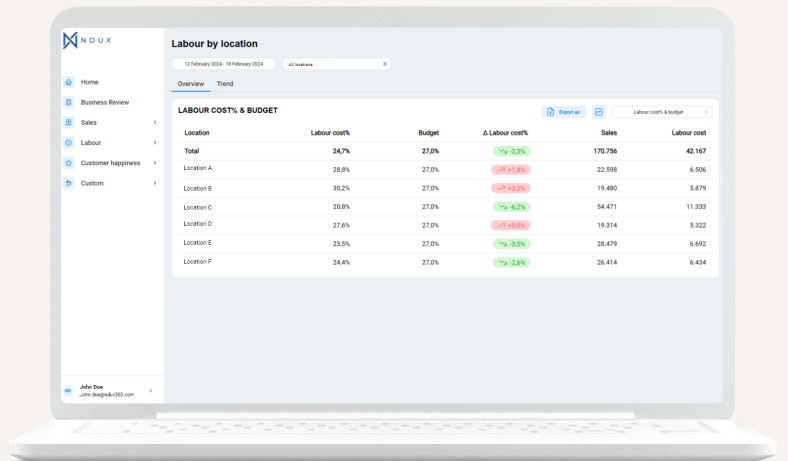 NDUX
Labour by location
12 February 2024 - 18 February 2024
All locations
Home
Overview Trend
Business Review
LABOUR COST% & BUDGET
Export as
Labour cost% & budget
Sales
Labour
Customer happiness
Custom
Location Labour cost% Budget Δ Labour cost% Sales Labour cost
Total 24,7% 27,0% -2,3% 170.756 42.167
Location A 28,8% 27,0% +1,8% 22.598 6.506
Location B 30,2% 27,0% +3,2% 19.480 5.879
Location C 20,8% 27,0% -6,2% 54.471 11.333
Location D 27,6% 27,0% +0,6% 19.314 5.322
Location E 23,5% 27,0% -3,5% 28.479 6.692
Location F 24,4% 27,0% -2,6% 26.414 6.434
John Doe
John.doe@ndux360.com